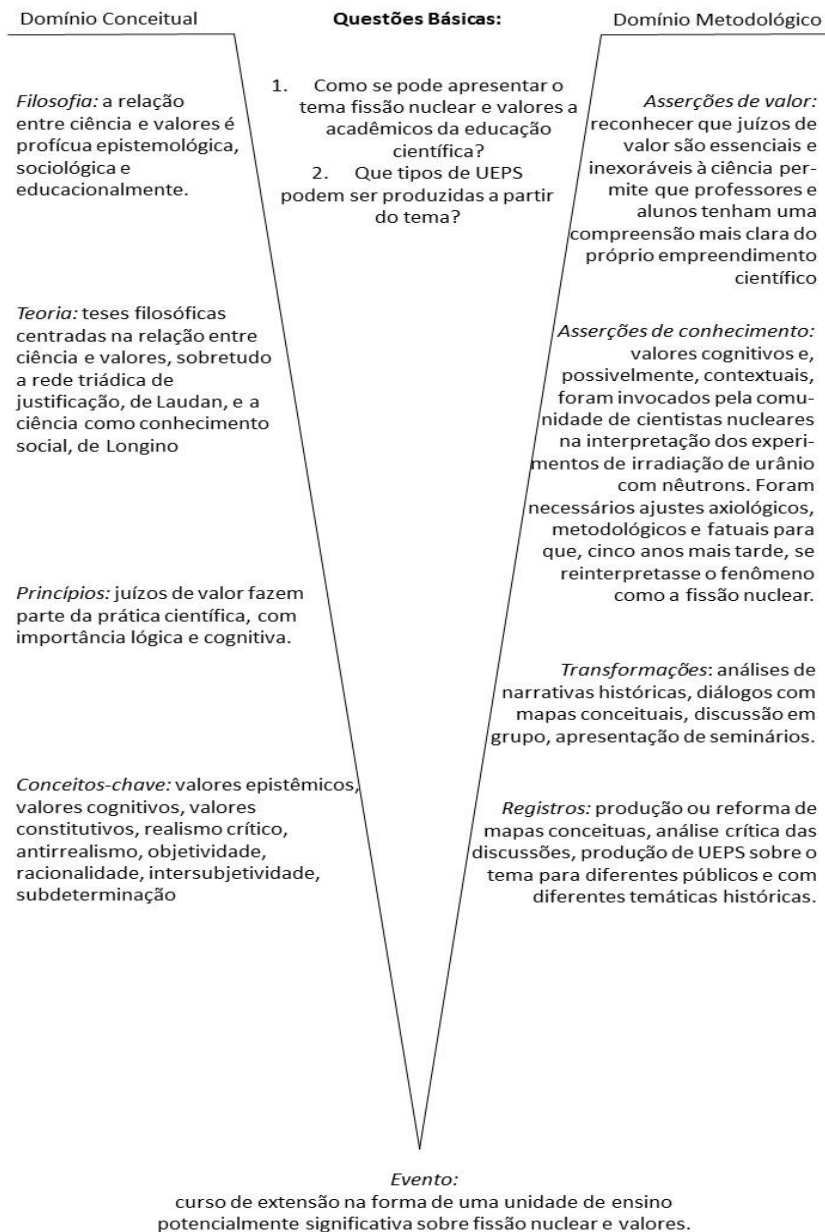 Domínio Conceitual
Filosofia: a relação
entre ciência e valores é
profícua epistemológica,
sociológica e
educacionalmente.
Teoria: teses filosóficas
centradas na relação entre
ciência e valores, sobretudo
a rede triádica de
justificação, de Laudan, e a
ciência como conhecimento
social, de Longino
Princípios: juízos de valor fazem
parte da prática científica, com
importância lógica e cognitiva.
Conceitos-chave: valores epistêmicos,
valores cognitivos, valores
constitutivos, realismo crítico,
antirrealismo, objetividade,
racionalidade, intersubjetividade,
subdeterminação
Questões Básicas:
1. Como se pode apresentar o
tema fissão nuclear e valores a
acadêmicos da educação
científica?
2. Que tipos de UEPS
podem ser produzidas a partir
do tema?
Domínio Metodológico
Asserções de valor:
reconhecer que juízos de
valor são essenciais e
inexoráveis à ciência per-
mite que professores e
alunos tenham uma
compreensão mais clara do
próprio empreendimento
científico
Asserções de conhecimento:
valores cognitivos e,
possivelmente, contextuais,
foram invocados pela comu-
nidade de cientistas nucleares
na interpretação dos experi-
mentos de irradiação de urânio
com nêutrons. Foram
necessários ajustes axiológicos,
metodológicos e fatuais para
que, cinco anos mais tarde, se
reinterpretasse o fenômeno
como a fissão nuclear.
Transformações: análises de
narrativas históricas, diálogos com
mapas conceituais, discussão em
grupo, apresentação de seminários.
Registros: produção ou reforma de
mapas conceituas, análise crítica das
discussões, produção de UEPS sobre o
tema para diferentes públicos e com
diferentes temáticas históricas.
Evento:
curso de extensão na forma de uma unidade de ensino
potencialmente significativa sobre fissão nuclear e valores.